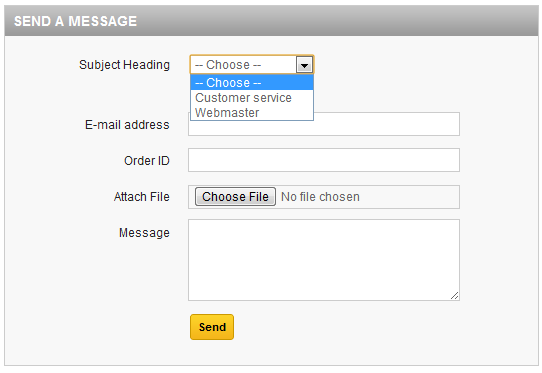 SEND A MESSAGE
Subject Heading -- Choose --
-- Choose --
Customer service
Webmaster
E-mail address
Order ID
Attach File Choose File No file chosen
Message
Send